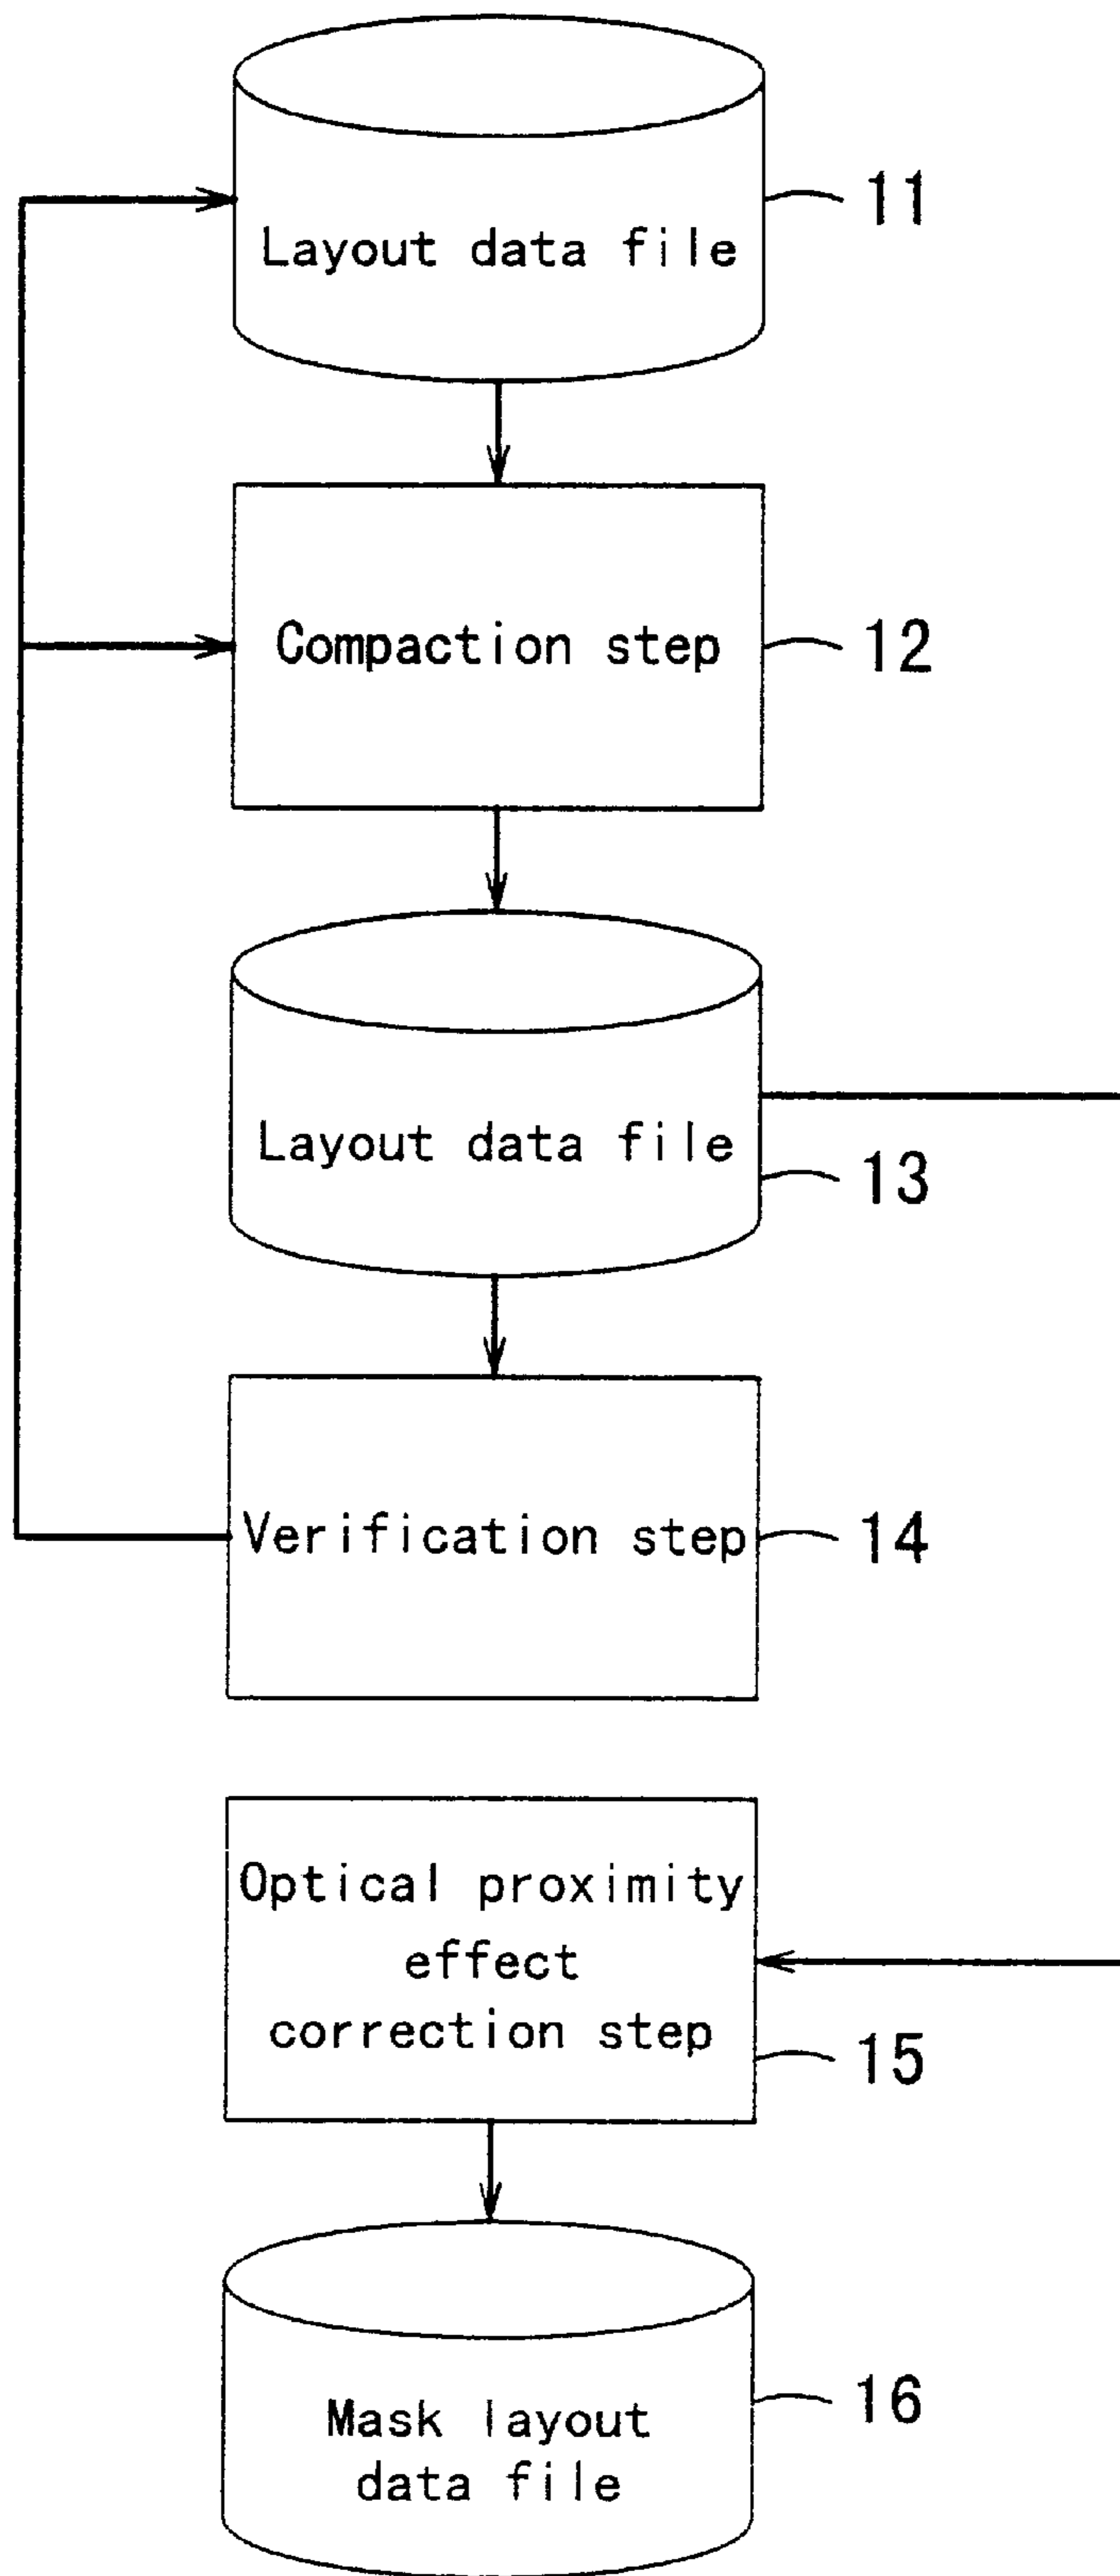 11
Layout data file
Compaction step
12
Layout data file
13
Verification step
14
Optical proximity
effect
correction step
15
16
Mask layout
data file